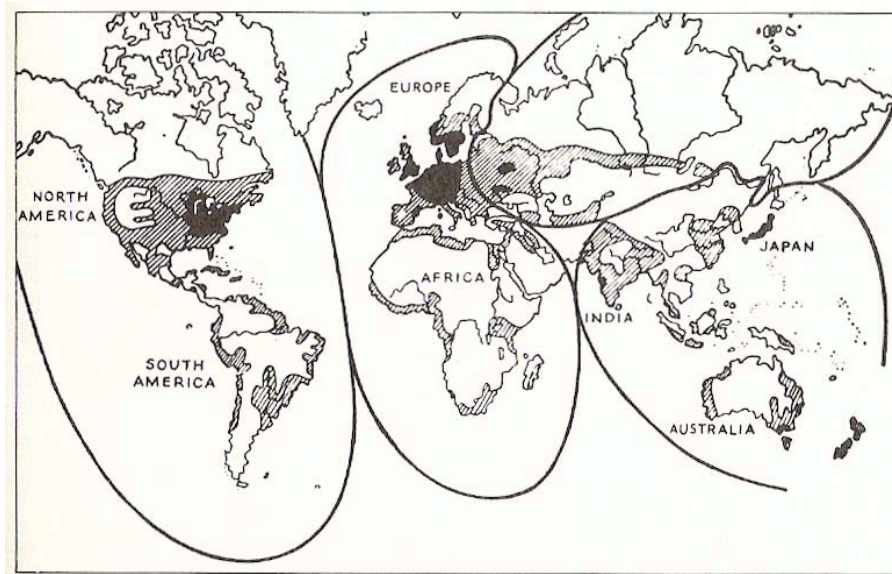 EUROPE
NORTH
AMERICA
JAPAN
AFRICA
INDIA
SOUTH
AMERICA
AUSTRALIA